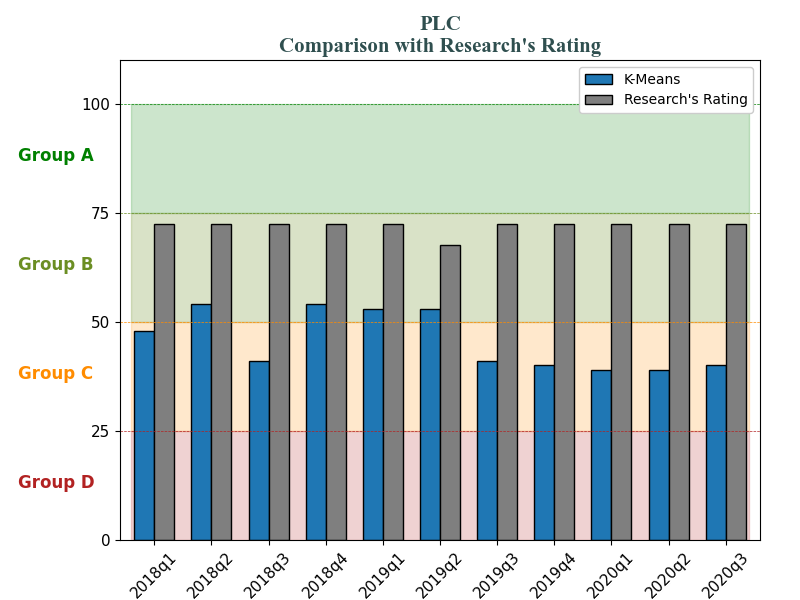 PLC
Comparison with Research's Rating
K-Means
Research's Rating
100
Group A
75
Group B
50
Group C
25
Group D
0
2018q1
2018q2
2018q3
2018q4
2019q1
2019q2
2019q3
2019q4
2020q1
2020q2
2020q3